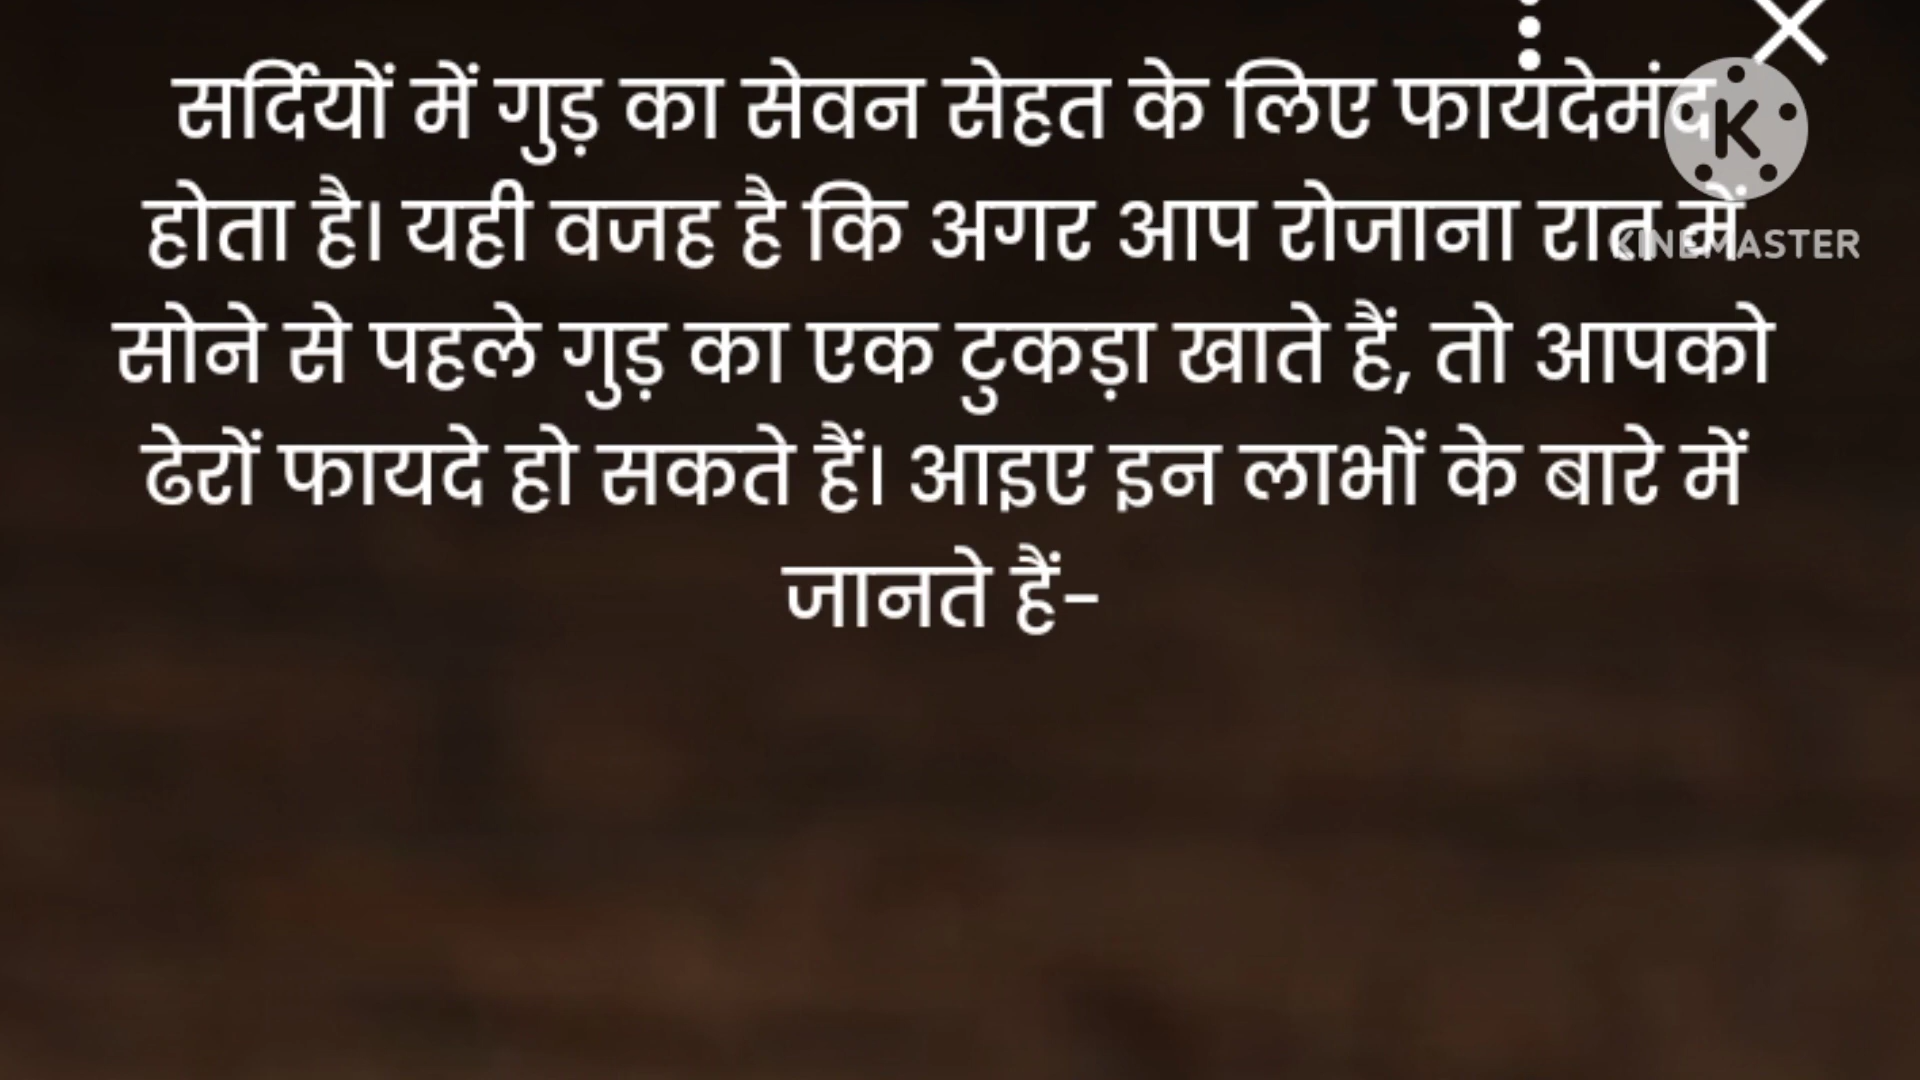 सर्दियों में गुड़ का सेवन सेहत के लिए फायदेमंद
होता है। यही वजह है कि अगर आप रोजाना रात में
सोने से पहले गुड़ का एक टुकड़ा खाते हैं, तो आपको
ढेरों फायदे हो सकते हैं। आइए इन लाभों के बारे में
जानते हैं-
K
KINEMASTER